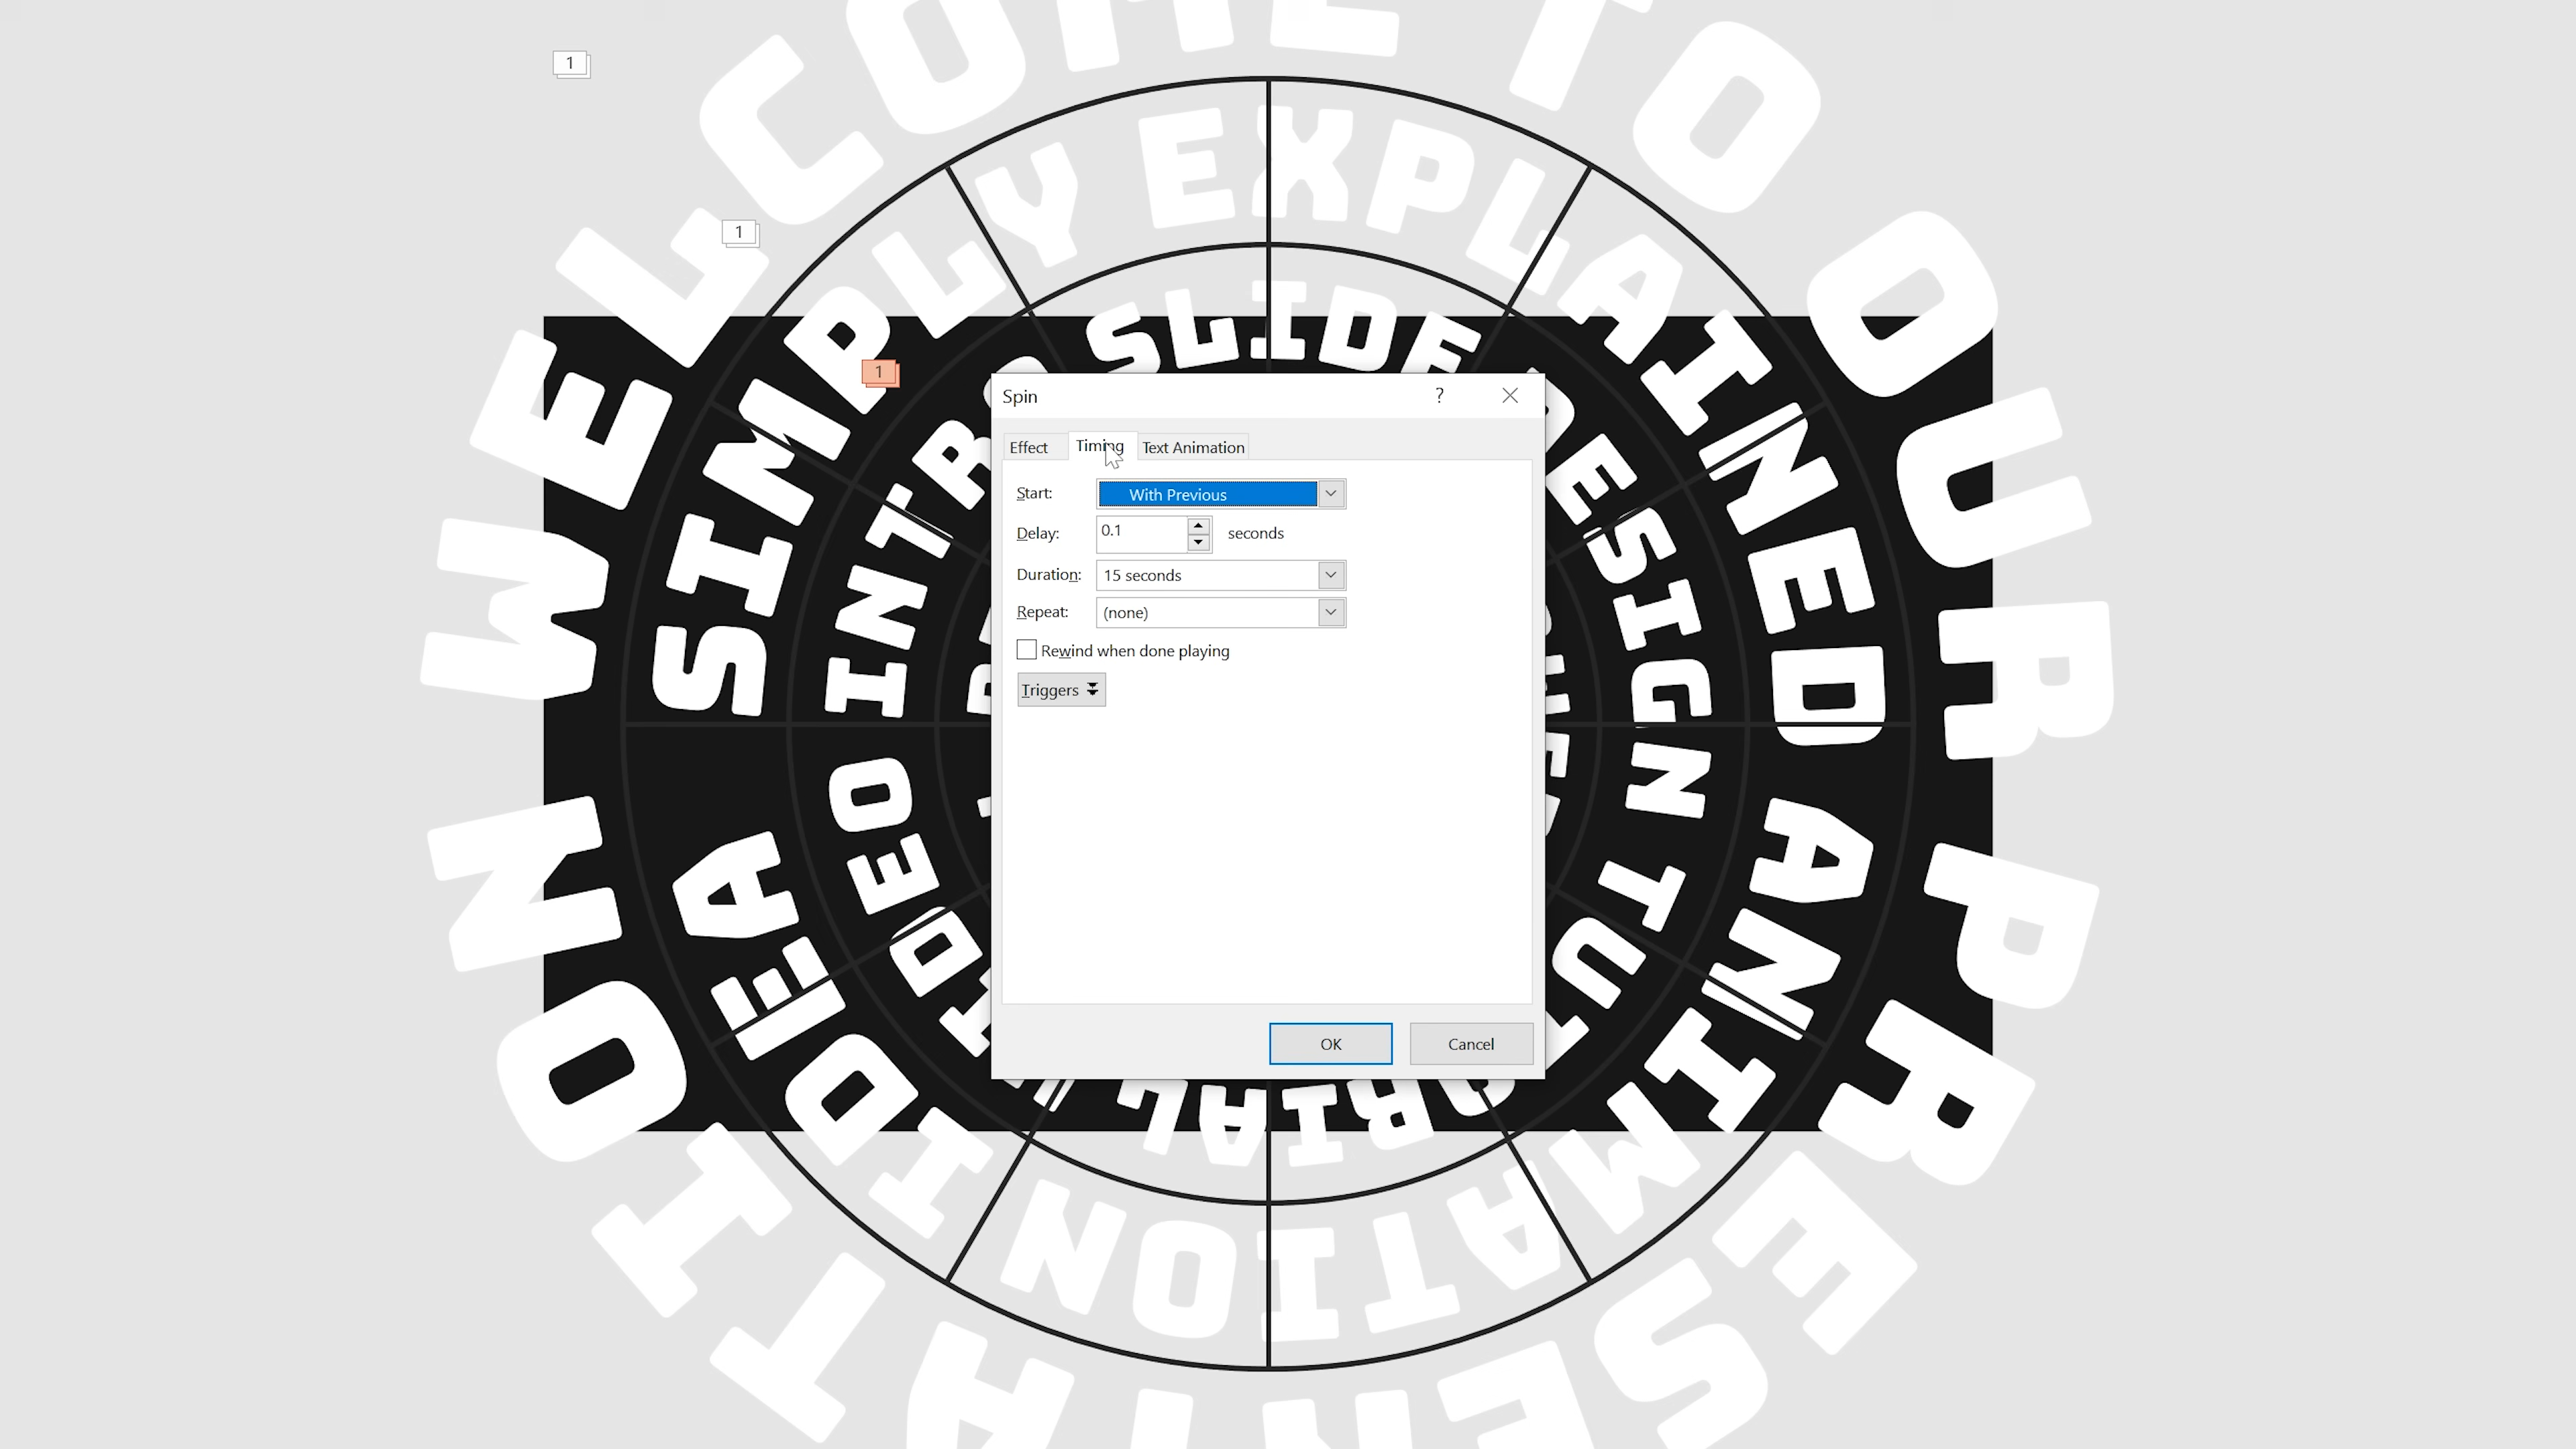 1
1
1
WELCOME TO OUR PRESENTATION
SIMPLY EXPLAINED ANIMATION IDEA
INTRO SLIDE DESIGN TUTORIAL
VIDEO
Spin
?
Effect
Timing
Text Animation
Start:
With Previous
Delay:
0.1
seconds
Duration:
15 seconds
Repeat:
(none)
Rewind when done playing
Triggers
OK
Cancel